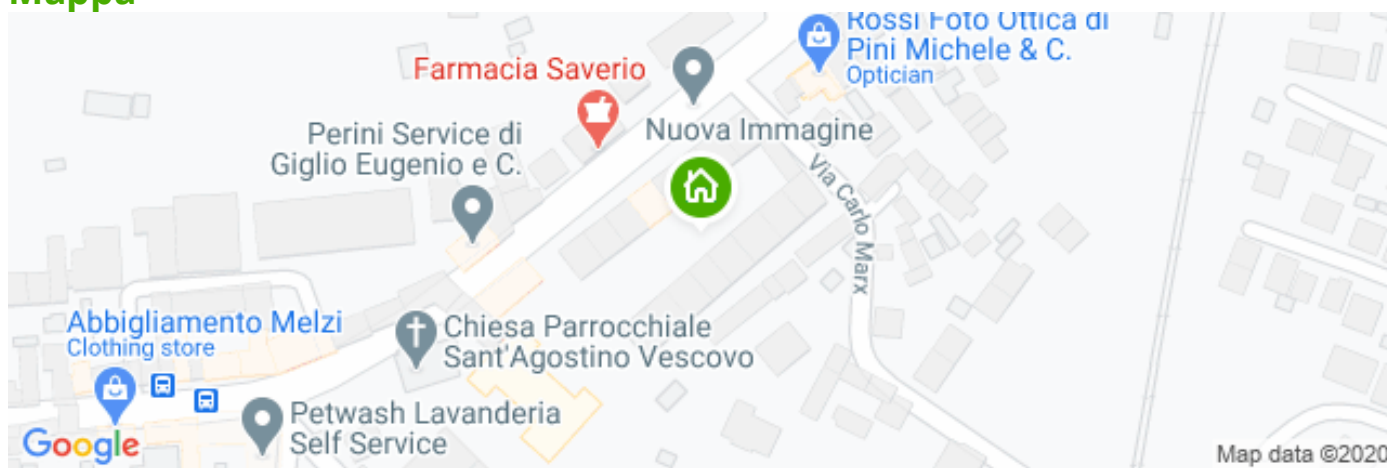 Mappa
Rossi Foto Ottica di
Pini Michele & C.
Optician
Farmacia Saverio
Nuova Immagine
Perini Service di
Giglio Eugenio e C.
Via Carlo Marx
Abbigliamento Melzi
Clothing store
Chiesa Parrocchiale
Sant'Agostino Vescovo
Petwash Lavanderia
Self Service
Google
Map data ©2020